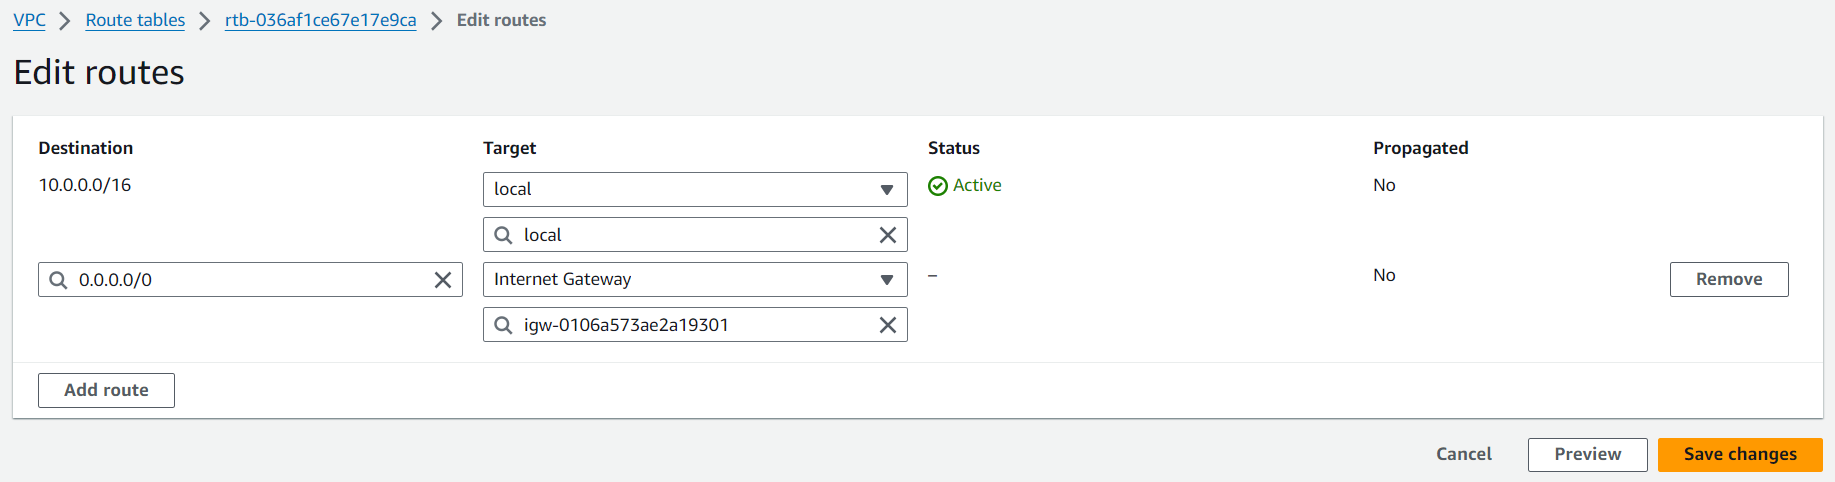 VPC > Route tables > rtb-036af1ce67e17e9ca > Edit routes
Edit routes
Destination Target Status Propagated
10.0.0.0/16 local Active No
local
0.0.0.0/0 Internet Gateway – No Remove
igw-0106a573ae2a19301
Add route
Cancel Preview Save changes